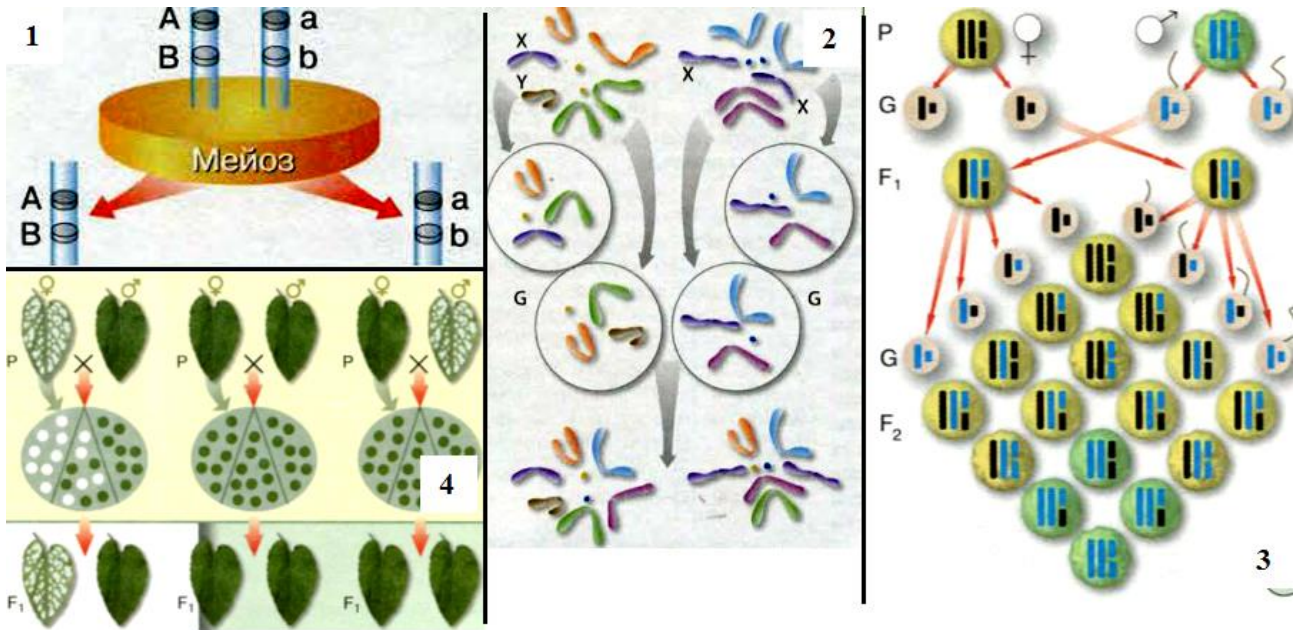 1
A a
B b
Мейоз
A
B
a
b
2
X
Y
X
X
G G
P ♀ ♂
G
F₁
G
F₂
3
♀ ♂ ♀ ♂ ♀ ♂
P × P × P ×
4
F₁ F₁ F₁